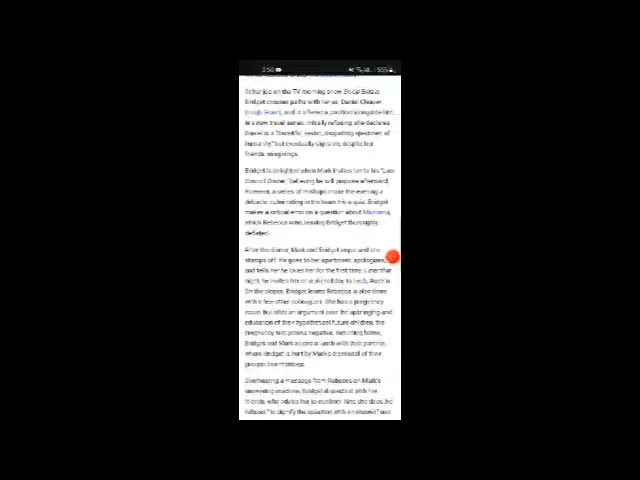 At her job on the TV morning show Sit-Up Britain,
Bridget crosses paths with her ex, Daniel Cleaver
(Hugh Grant), and is offered a position alongside him
in a new travel series. Initially refusing, she declares
Daniel is a "deceitful, sexist, disgusting specimen of
humanity," but eventually signs on, despite her
friends' misgivings.
Bridget is delighted when Mark invites her to his "Law
Council Dinner," believing he will propose afterward.
However, a series of mishaps make the evening a
debacle, culminating in the team trivia quiz. Bridget
makes a critical error on a question about Madonna,
which Rebecca wins, leaving Bridget thoroughly
deflated.
After the dinner, Mark and Bridget argue and she
storms off. He goes to her apartment, apologizes,
and tells her he loves her for the first time. Later that
night, he invites her on a ski holiday to Lech, Austria.
On the slopes, Bridget learns Rebecca is also there
with a few other colleagues. She has a pregnancy
scare, but after an argument over the upbringing and
education of their hypothetical future children, the
pregnancy test proves negative. Returning home,
Bridget and Mark attend a lunch with their parents,
where Bridget is hurt by Mark's dismissal of their
prospective marriage.
Overhearing a message from Rebecca on Mark's
answering machine, Bridget discusses it with her
friends, who advise her to confront him; she does, he
refuses "to dignify the question with an answer," and